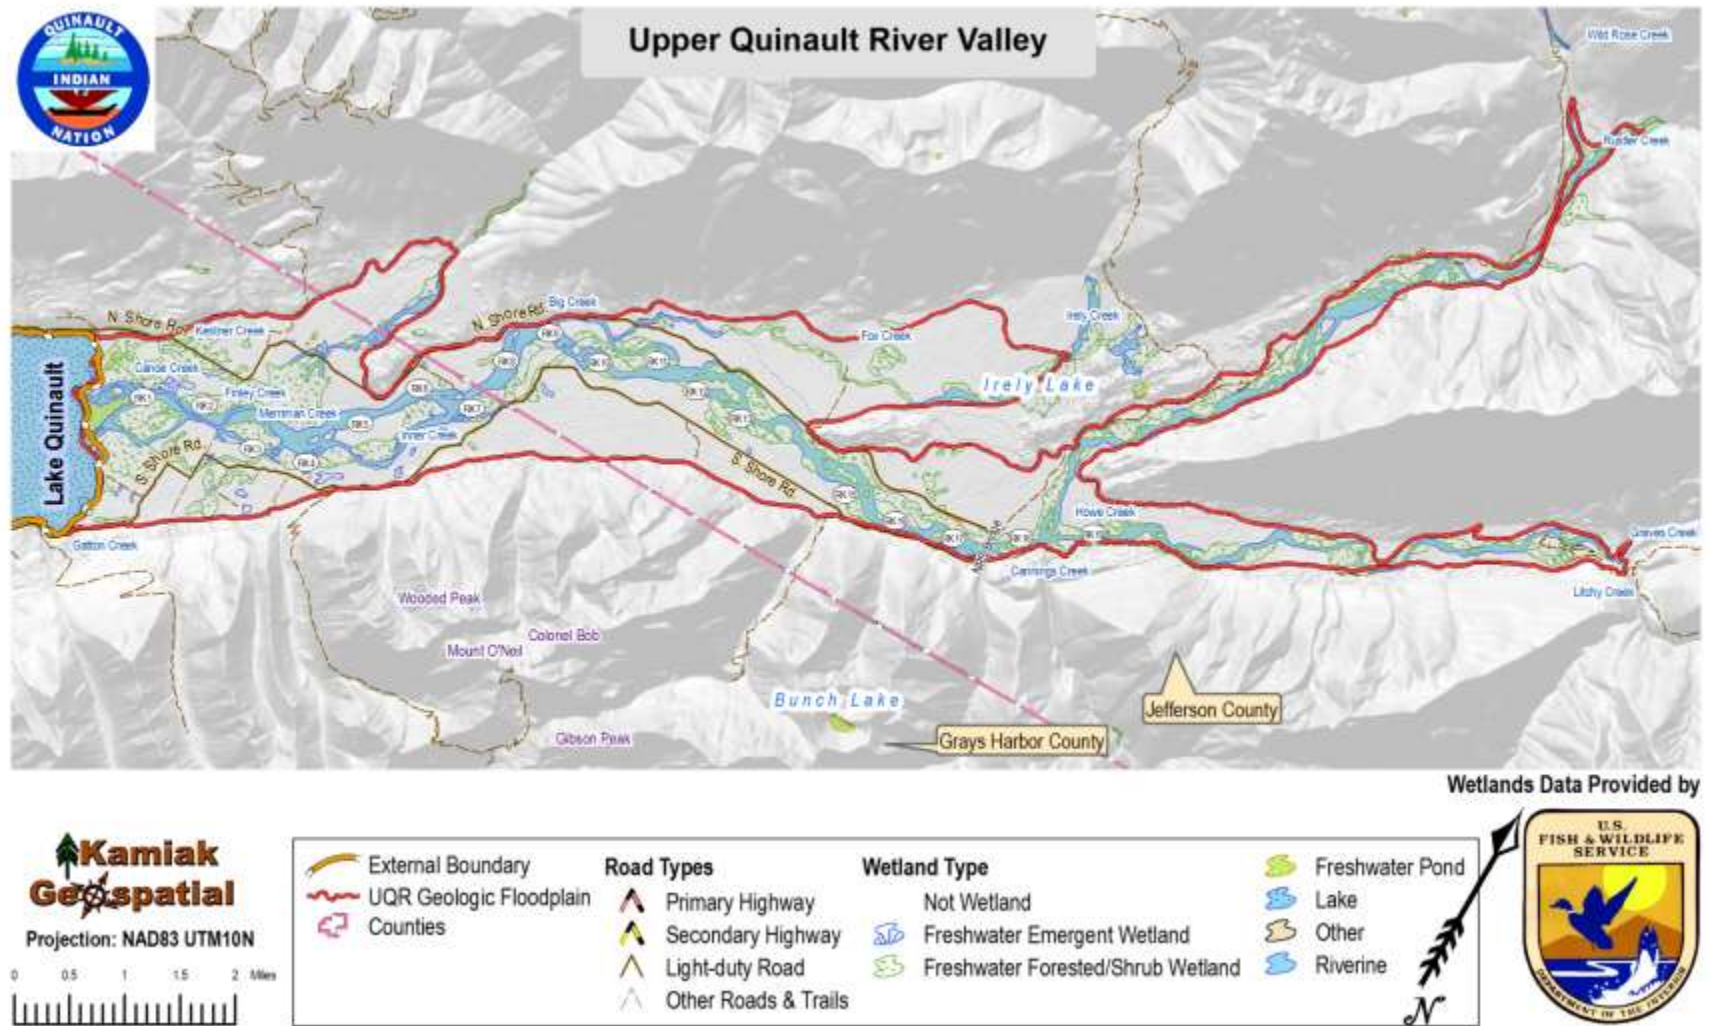 QUINAULT
INDIAN
NATION
Upper Quinault River Valley
Wild Rose Creek
Rustler Creek
N Shore Rd
Kestner Creek
N Shore Rd.
Big Creek
Irely Creek
Fox Creek
Canoe Creek
Finley Creek
Merriman Creek
Inner Creek
Irely Lake
Lake Quinault
S. Shore Rd.
S. Shore Rd.
RK1
RK2
RK4
RK7
RK8
Howe Creek
Graves Creek
Gatton Creek
Cannings Creek
Litchy Creek
Wooded Peak
Colonel Bob
Mount O'Neil
Bunch Lake
Gibson Peak
Jefferson County
Grays Harbor County
Wetlands Data Provided by
Kamiak
Geospatial
Projection: NAD83 UTM10N
0 0.5 1 1.5 2 Miles
External Boundary
UQR Geologic Floodplain
Counties
Road Types
Primary Highway
Secondary Highway
Light-duty Road
Other Roads & Trails
Wetland Type
Not Wetland
Freshwater Emergent Wetland
Freshwater Forested/Shrub Wetland
Freshwater Pond
Lake
Other
Riverine
N
U.S.
FISH & WILDLIFE
SERVICE
DEPARTMENT OF THE INTERIOR